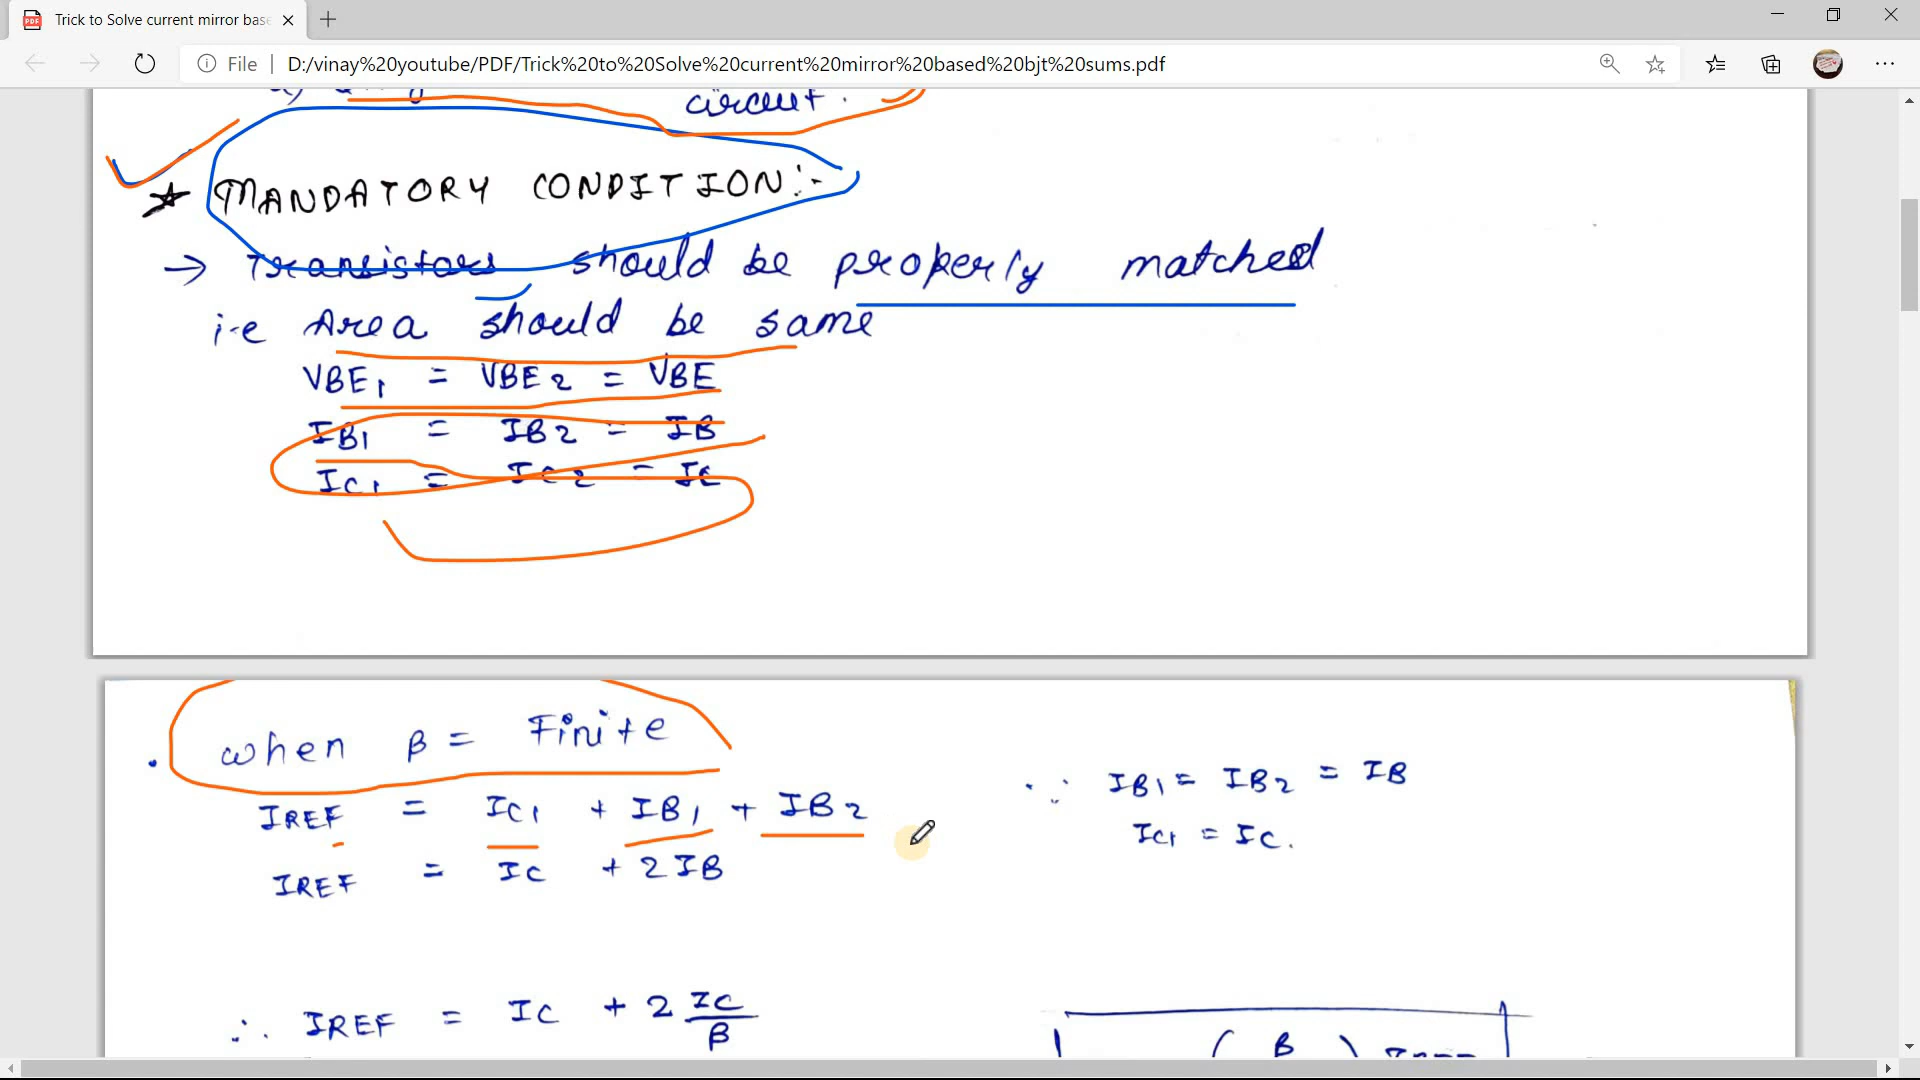 Trick to Solve current mirror base
File
D:/vinay%20youtube/PDF/Trick%20to%20Solve%20current%20mirror%20based%20bjt%20sums.pdf
circuit.
★ MANDATORY CONDITION:-
→ Transistors should be properly matched
i.e Area should be same
VBE1 = VBE2 = VBE
IB1 = IB2 = IB
IC1 = IC2 = IC
. when β = Finite
IREF = IC1 + IB1 + IB2
∵ IB1 = IB2 = IB
IC1 = IC.
IREF = IC + 2IB
∴ IREF = IC + 2 IC/β
( β )